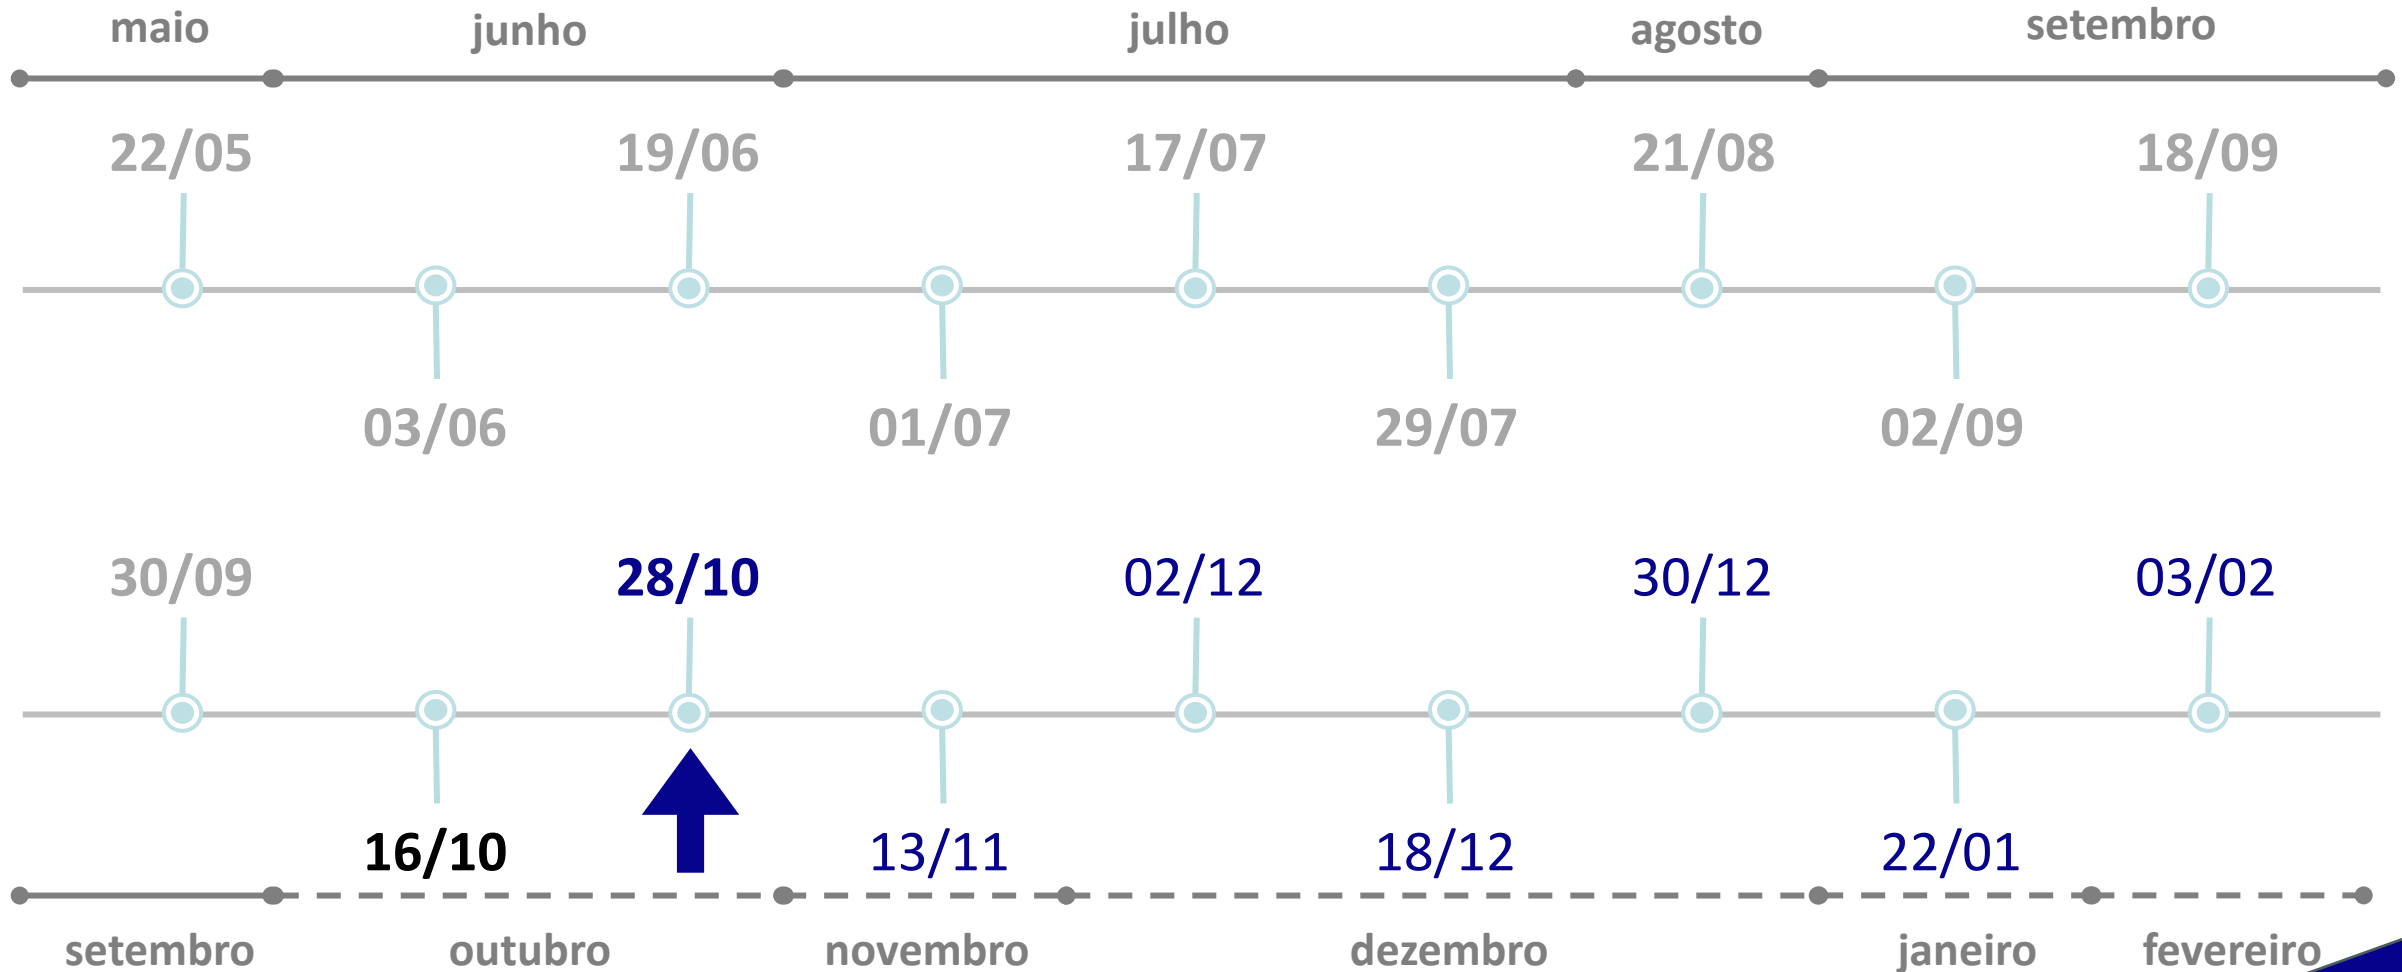 maio junho julho agosto setembro
22/05 19/06 17/07 21/08 18/09
03/06 01/07 29/07 02/09
30/09 28/10 02/12 30/12 03/02
16/10 13/11 18/12 22/01
setembro outubro novembro dezembro janeiro fevereiro